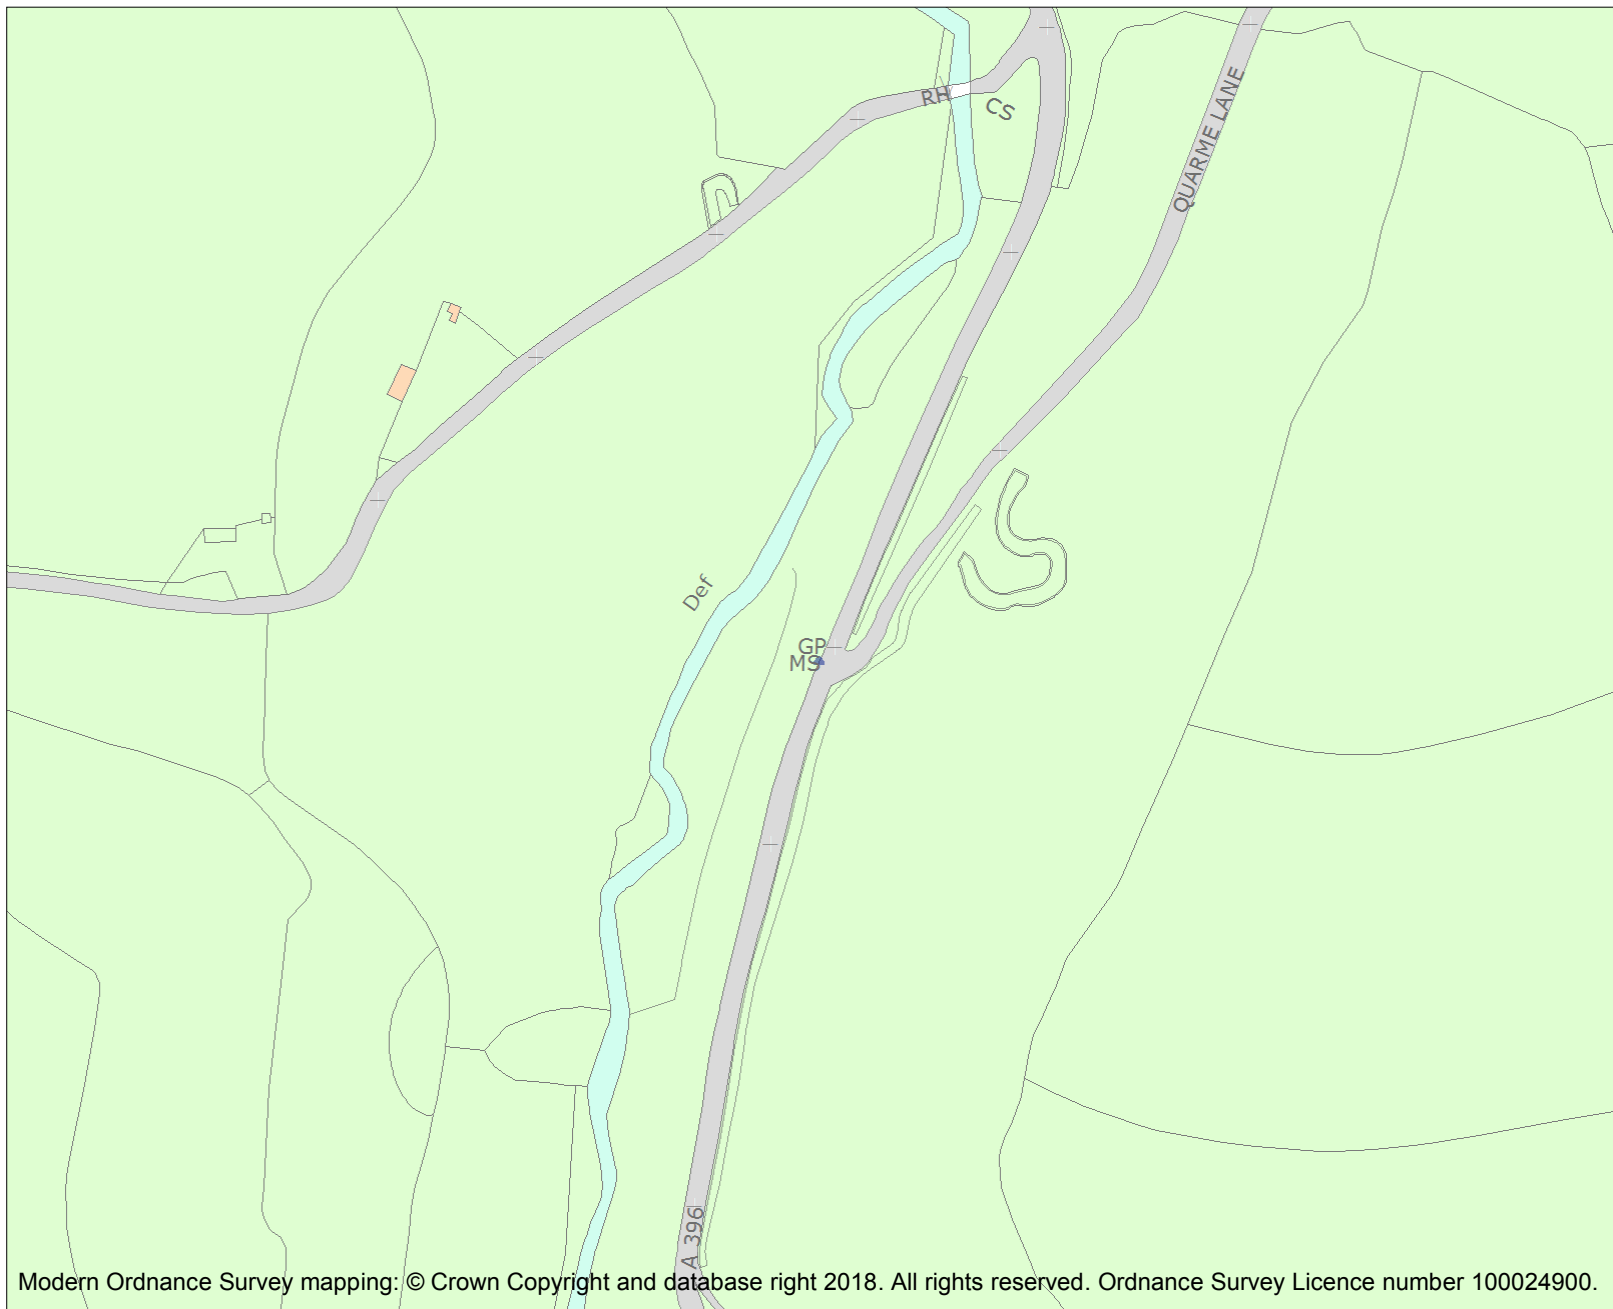 RH
CS
QUARME LANE
Def
GP
MS
A 396
Modern Ordnance Survey mapping: © Crown Copyright and database right 2018. All rights reserved. Ordnance Survey Licence number 100024900.